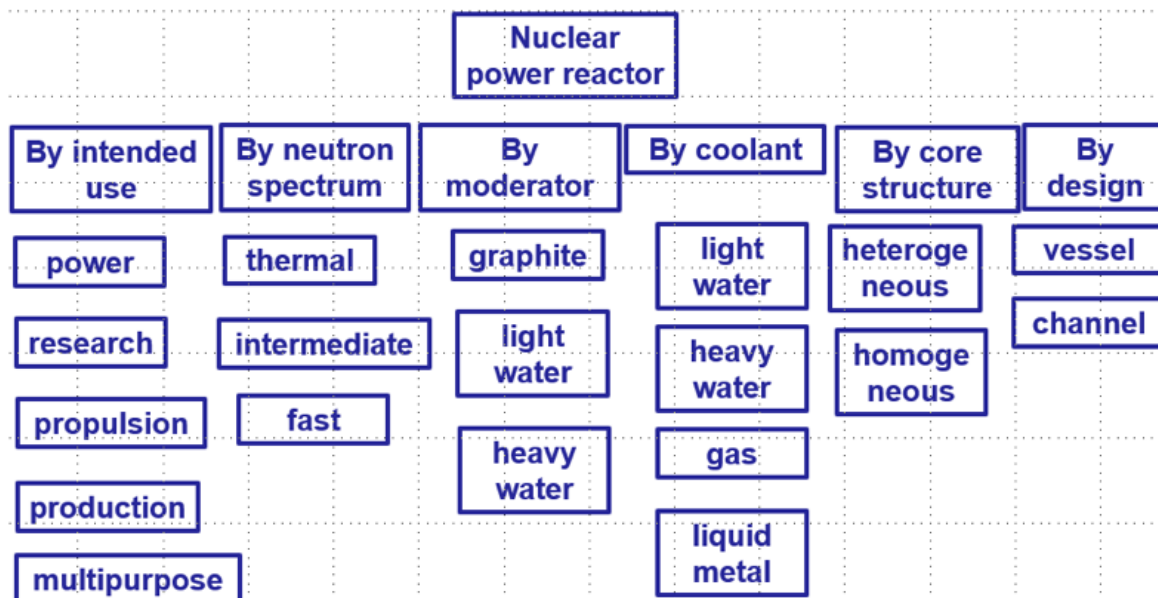 Nuclear
power reactor
By intended
use
power
research
propulsion
production
multipurpose
By neutron
spectrum
thermal
intermediate
fast
By
moderator
graphite
light
water
heavy
water
By coolant
light
water
heavy
water
gas
liquid
metal
By core
structure
heteroge
neous
homoge
neous
By
design
vessel
channel